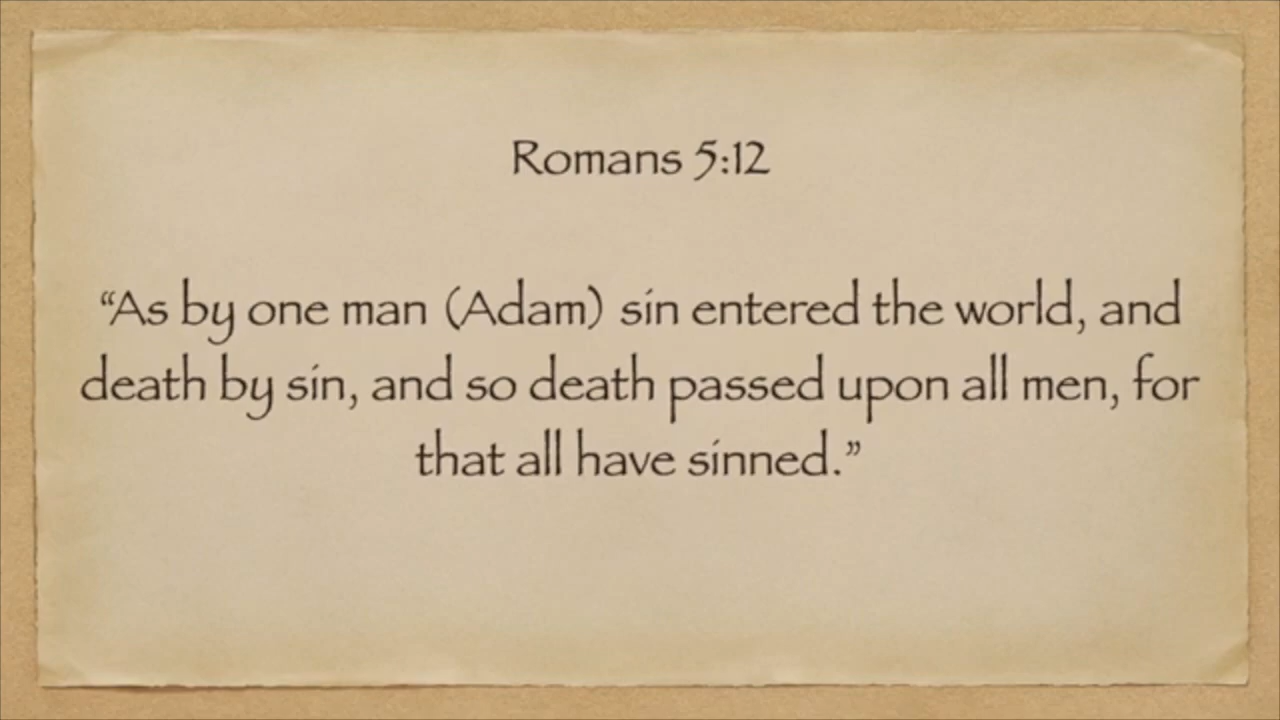 Romans 5:12
“As by one man (Adam) sin entered the world, and
death by sin, and so death passed upon all men, for
that all have sinned.”